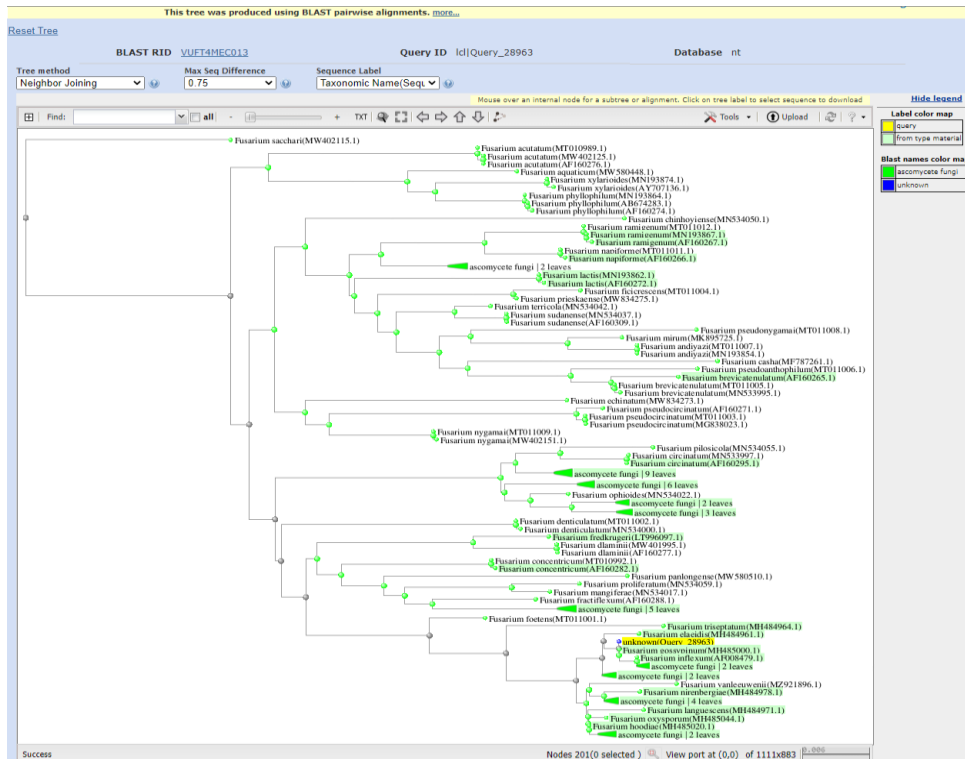 This tree was produced using BLAST pairwise alignments. more...
Reset Tree
BLAST RID VUFT4MEC013 Query ID lcl|Query_28963 Database nt
Tree method Max Seq Difference Sequence Label
Neighbor Joining 0.75 Taxonomic Name(Sequ
Mouse over an internal node for a subtree or alignment. Click on tree label to select sequence to download
Hide legend
Find: all - + TXT Tools Upload ?
Label color map
query
from type material
Blast names color ma
ascomycete fungi
unknown
Fusarium sacchari(MW402115.1)
Fusarium acutatum(MT010989.1)
Fusarium acutatum(MW402125.1)
Fusarium acutatum(AF160276.1)
Fusarium aquaticum(MW580448.1)
Fusarium xylarioides(MN193874.1)
Fusarium xylarioides(AY707136.1)
Fusarium phyllophilum(MN193864.1)
Fusarium phyllophilum(AB674283.1)
Fusarium phyllophilum(AF160274.1)
Fusarium chinhoyiense(MN534050.1)
Fusarium ramigenum(MT011012.1)
Fusarium ramigenum(MN193867.1)
Fusarium ramigenum(AF160267.1)
Fusarium napiforme(MT011011.1)
Fusarium napiforme(AF160266.1)
ascomycete fungi | 2 leaves
Fusarium lactis(MN193862.1)
Fusarium lactis(AF160272.1)
Fusarium ficicrescens(MT011004.1)
Fusarium prieskaense(MW834275.1)
Fusarium terricola(MN534042.1)
Fusarium sudanense(MN534037.1)
Fusarium sudanense(AF160309.1)
Fusarium pseudonygamai(MT011008.1)
Fusarium mirum(MK895725.1)
Fusarium andiyazi(MT011007.1)
Fusarium andiyazi(MN193854.1)
Fusarium casha(MF787261.1)
Fusarium pseudoanthophilum(MT011006.1)
Fusarium brevicatenulatum(AF160265.1)
Fusarium brevicatenulatum(MT011005.1)
Fusarium brevicatenulatum(MN533995.1)
Fusarium echinatum(MW834273.1)
Fusarium pseudocircinatum(AF160271.1)
Fusarium pseudocircinatum(MT011003.1)
Fusarium pseudocircinatum(MG838023.1)
Fusarium nygamai(MT011009.1)
Fusarium nygamai(MW402151.1)
Fusarium pilosicola(MN534055.1)
Fusarium circinatum(MN533997.1)
Fusarium circinatum(AF160295.1)
ascomycete fungi | 9 leaves
ascomycete fungi | 6 leaves
Fusarium ophioides(MN534022.1)
ascomycete fungi | 2 leaves
ascomycete fungi | 3 leaves
Fusarium denticulatum(MT011002.1)
Fusarium denticulatum(MN534000.1)
Fusarium fredkrugeri(LT996097.1)
Fusarium dlaminii(MW401995.1)
Fusarium dlaminii(AF160277.1)
Fusarium concentricum(MT010992.1)
Fusarium concentricum(AF160282.1)
Fusarium panlongense(MW580510.1)
Fusarium proliferatum(MN534059.1)
Fusarium mangiferae(MN534017.1)
Fusarium fractiflexum(AF160288.1)
ascomycete fungi | 5 leaves
Fusarium foetens(MT011001.1)
Fusarium triseptatum(MH484964.1)
Fusarium elaeidis(MH484961.1)
unknown(Query_28963)
Fusarium gossypinum(MH485000.1)
Fusarium inflexum(AF008479.1)
ascomycete fungi | 2 leaves
ascomycete fungi | 2 leaves
Fusarium vanleeuwenii(MZ921896.1)
Fusarium nirenbergiae(MH484978.1)
ascomycete fungi | 4 leaves
Fusarium languescens(MH484971.1)
Fusarium oxysporum(MH485044.1)
Fusarium hoodiae(MH485020.1)
ascomycete fungi | 2 leaves
Success Nodes 201(0 selected) View port at (0,0) of 1111x883 0.006